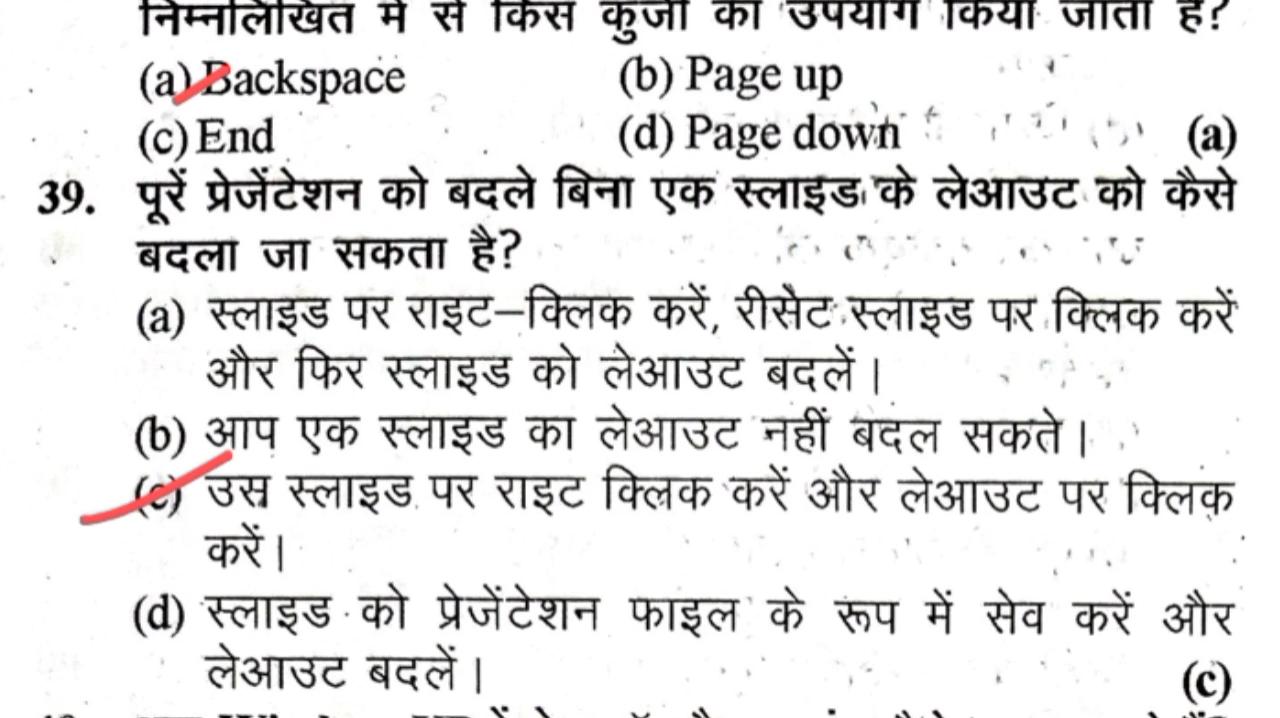 निम्नलिखित में से किस कुंजी का उपयोग किया जाता है?
(a) Backspace (b) Page up
(c) End (d) Page down (a)
39. पूरें प्रेजेंटेशन को बदले बिना एक स्लाइड के लेआउट को कैसे
बदला जा सकता है?
(a) स्लाइड पर राइट–क्लिक करें, रीसेट स्लाइड पर क्लिक करें
और फिर स्लाइड को लेआउट बदलें।
(b) आप एक स्लाइड का लेआउट नहीं बदल सकते।
(c) उस स्लाइड पर राइट क्लिक करें और लेआउट पर क्लिक
करें।
(d) स्लाइड को प्रेजेंटेशन फाइल के रूप में सेव करें और
लेआउट बदलें। (c)